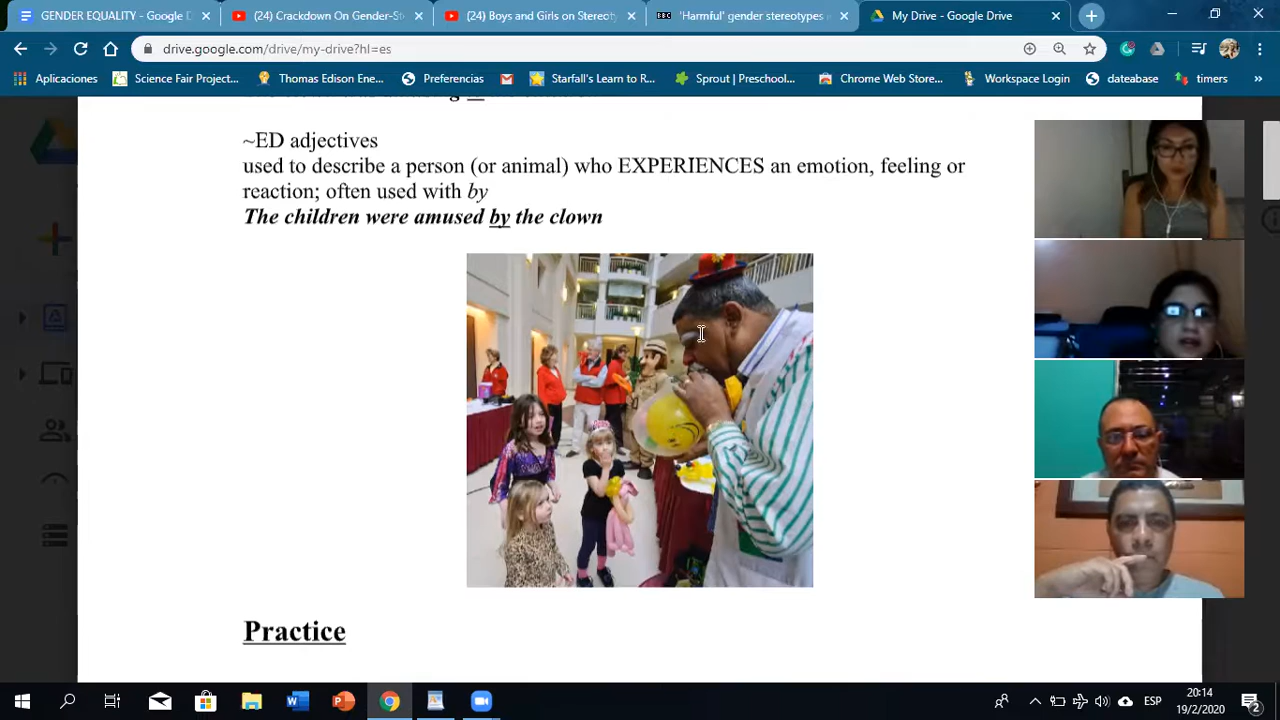 GENDER EQUALITY - Google D
(24) Crackdown On Gender-St
(24) Boys and Girls on Stereoty
BBC 'Harmful' gender stereotypes i
My Drive - Google Drive
drive.google.com/drive/my-drive?hl=es
Aplicaciones
Science Fair Project...
Thomas Edison Ene...
Preferencias
Starfall's Learn to R...
Sprout | Preschool...
Chrome Web Store...
Workspace Login
dateabase
timers
~ED adjectives
used to describe a person (or animal) who EXPERIENCES an emotion, feeling or
reaction; often used with by
The children were amused by the clown
Practice
ESP
20:14
19/2/2020
2